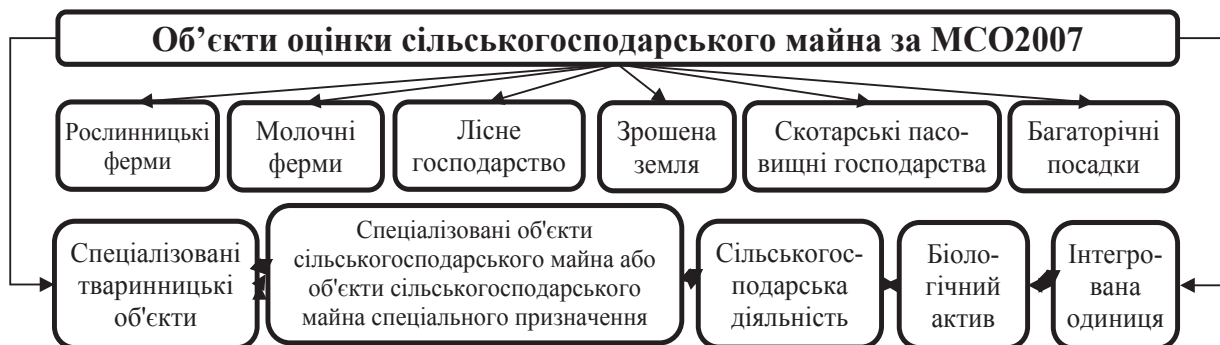 Об’єкти оцінки сільськогосподарського майна за МСО2007
Рослинницькі
ферми
Молочні
ферми
Лісне
господарство
Зрошена
земля
Скотарські пасо-
вищні господарства
Багаторічні
посадки
Спеціалізовані
тваринницькі
об'єкти
Спеціалізовані об'єкти
сільськогосподарського майна або
об'єкти сільськогосподарського
майна спеціального призначення
Сільськогос-
подарська
діяльність
Біоло-
гічний
актив
Інтегро-
вана
одиниця